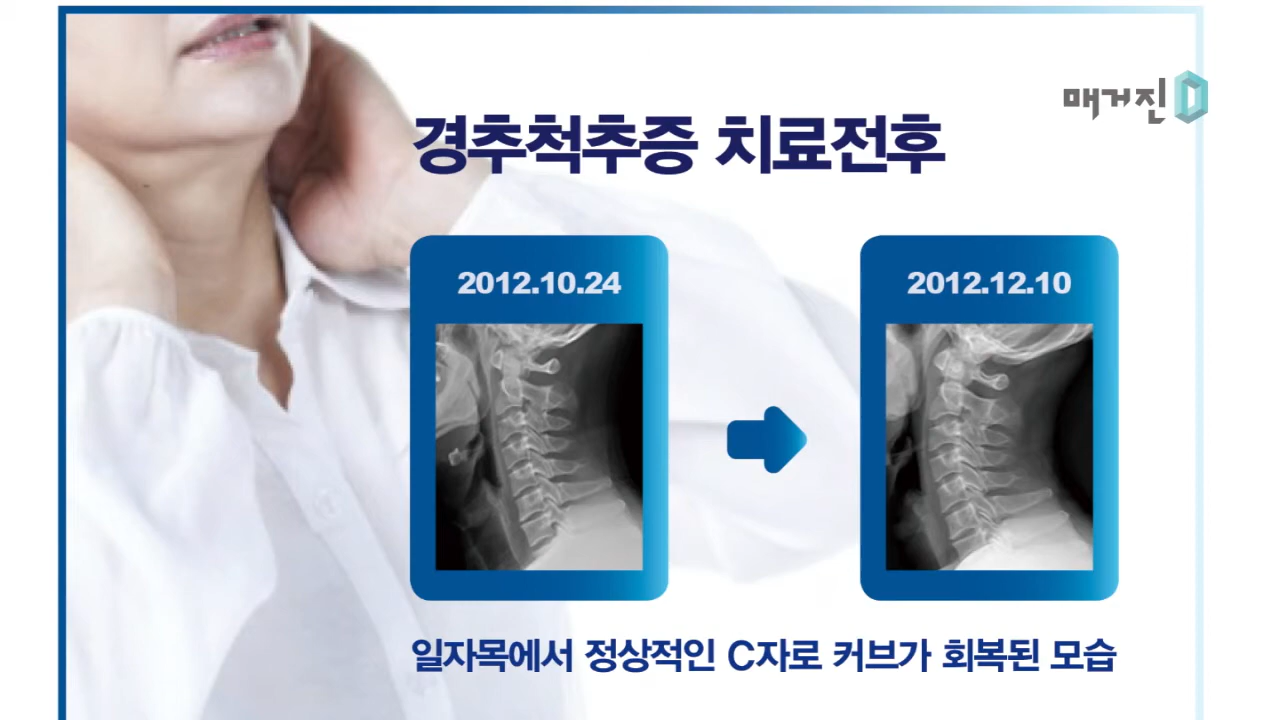 매거진
경추척추증 치료전후
2012.10.24
2012.12.10
일자목에서 정상적인 C자로 커브가 회복된 모습